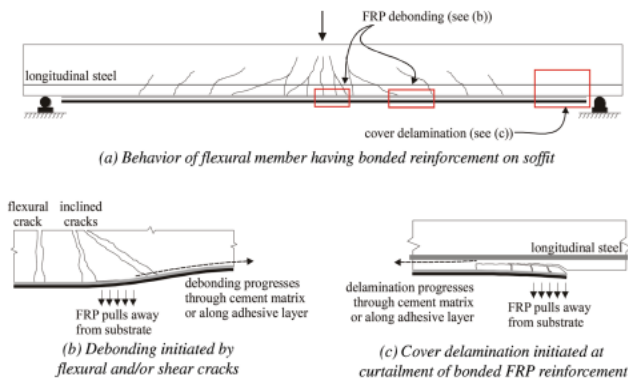 FRP debonding (see (b))
longitudinal steel
cover delamination (see (c))
(a) Behavior of flexural member having bonded reinforcement on soffit
flexural
crack
inclined
cracks
debonding progresses
through cement matrix
or along adhesive layer
FRP pulls away
from substrate
(b) Debonding initiated by
flexural and/or shear cracks
longitudinal steel
delamination progresses
through cement matrix
or along adhesive layer
FRP pulls away
from substrate
(c) Cover delamination initiated at
curtailment of bonded FRP reinforcement